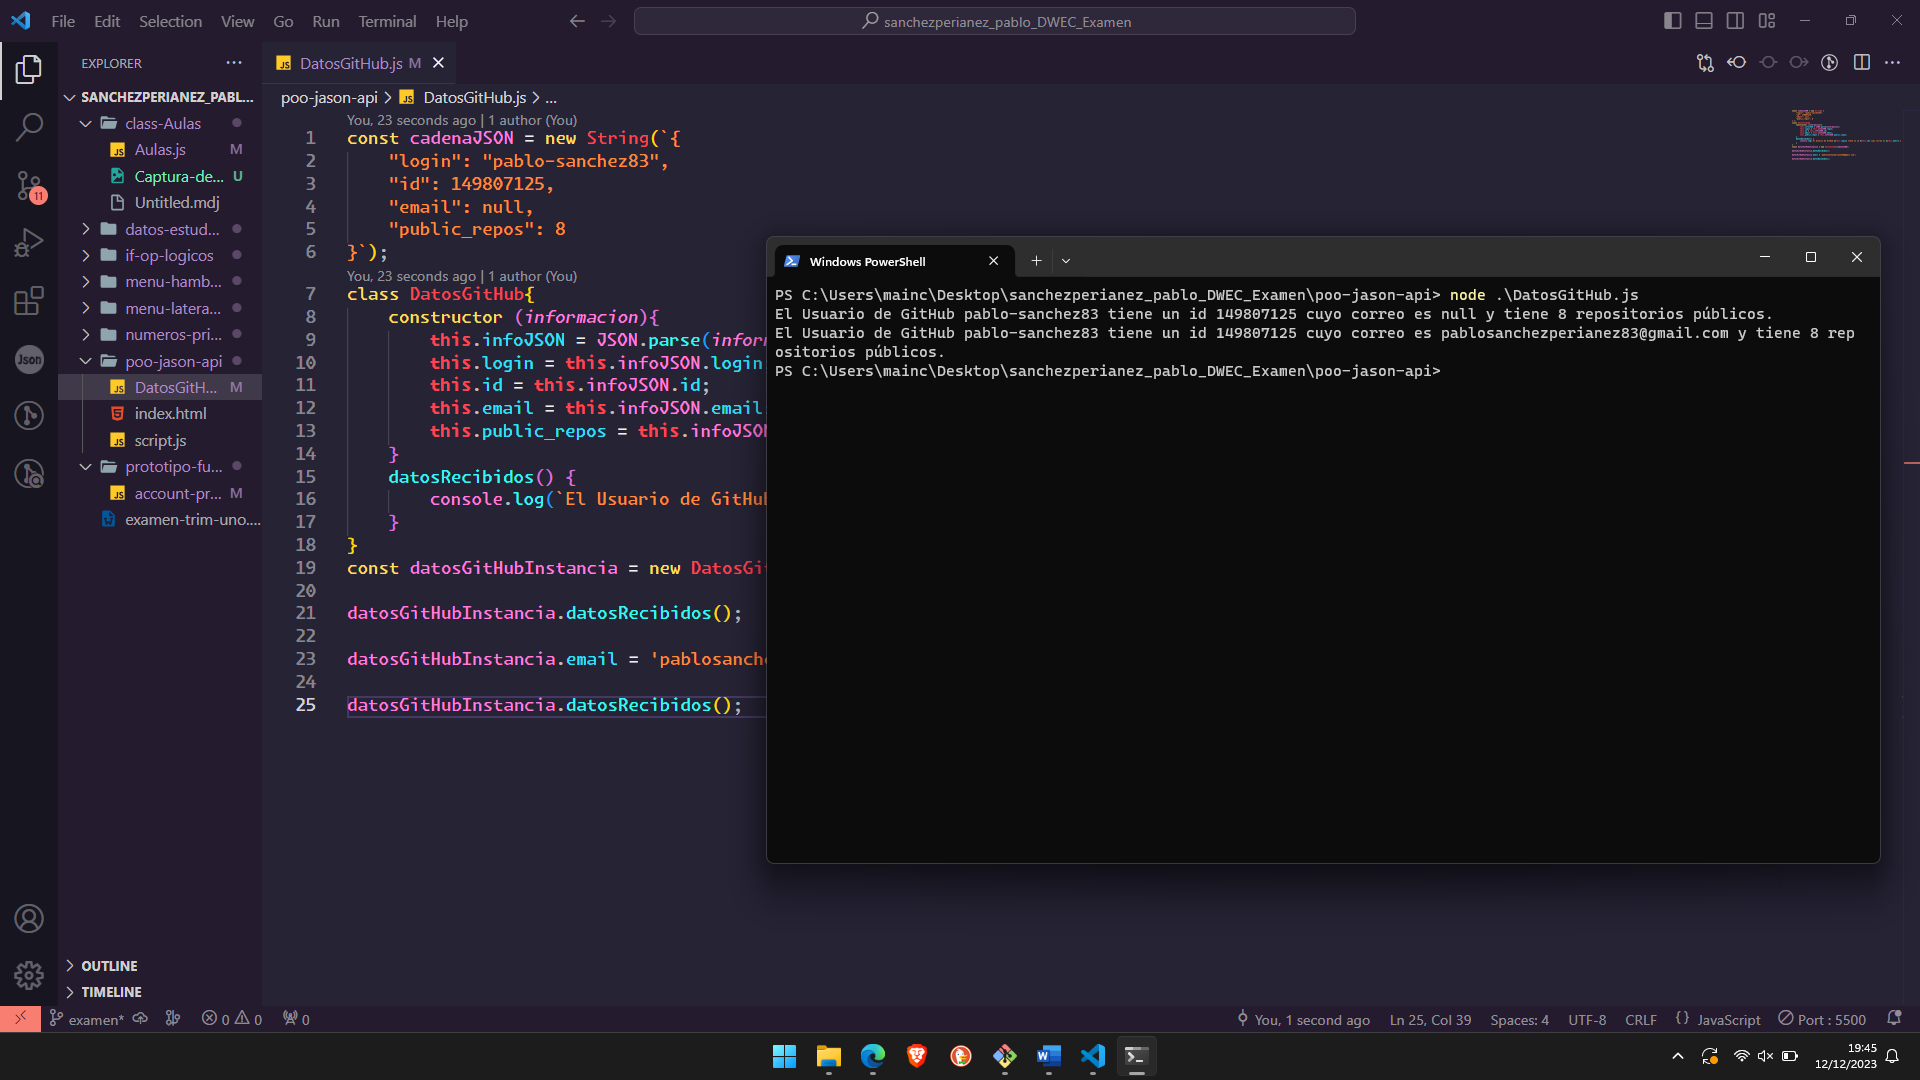 File Edit Selection View Go Run Terminal Help
sanchezperianez_pablo_DWEC_Examen
EXPLORER
SANCHEZPERIANEZ_PABL...
class-Aulas
Aulas.js M
Captura-de... U
Untitled.mdj
datos-estud...
if-op-logicos
menu-hamb...
menu-latera...
numeros-pri...
poo-jason-api
DatosGitH... M
index.html
script.js
prototipo-fu...
account-pr... M
examen-trim-uno....
OUTLINE
TIMELINE
11
Json
JS DatosGitHub.js M
poo-jason-api > JS DatosGitHub.js > ...
You, 23 seconds ago | 1 author (You)
1 const cadenaJSON = new String(`{
2 "login": "pablo-sanchez83",
3 "id": 149807125,
4 "email": null,
5 "public_repos": 8
6 }`);
You, 23 seconds ago | 1 author (You)
7 class DatosGitHub{
8 constructor (informacion){
9 this.infoJSON = JSON.parse(infor
10 this.login = this.infoJSON.login
11 this.id = this.infoJSON.id;
12 this.email = this.infoJSON.email
13 this.public_repos = this.infoJSON
14 }
15 datosRecibidos() {
16 console.log(`El Usuario de GitHub
17 }
18 }
19 const datosGitHubInstancia = new DatosGit
20
21 datosGitHubInstancia.datosRecibidos();
22
23 datosGitHubInstancia.email = 'pablosanche
24
25 datosGitHubInstancia.datosRecibidos();
Windows PowerShell
PS C:\Users\mainc\Desktop\sanchezperianez_pablo_DWEC_Examen\poo-jason-api> node .\DatosGitHub.js
El Usuario de GitHub pablo-sanchez83 tiene un id 149807125 cuyo correo es null y tiene 8 repositorios públicos.
El Usuario de GitHub pablo-sanchez83 tiene un id 149807125 cuyo correo es pablosanchezperianez83@gmail.com y tiene 8 rep
ositorios públicos.
PS C:\Users\mainc\Desktop\sanchezperianez_pablo_DWEC_Examen\poo-jason-api>
examen* 0 0 0
You, 1 second ago Ln 25, Col 39 Spaces: 4 UTF-8 CRLF {} JavaScript Port : 5500
19:45
12/12/2023